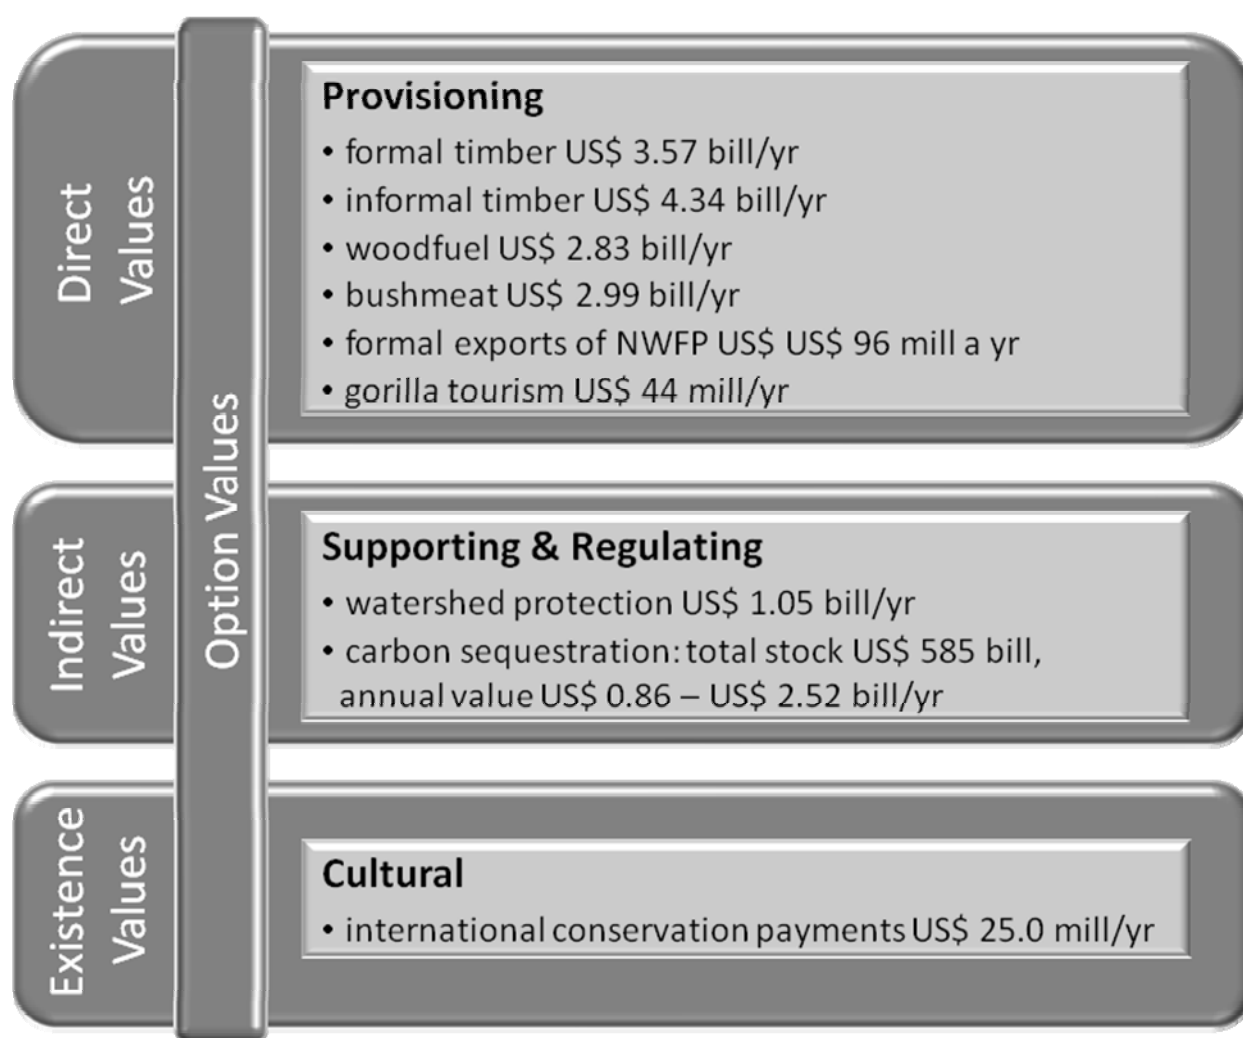 Direct
Values
Option Values
Provisioning
• formal timber US$ 3.57 bill/yr
• informal timber US$ 4.34 bill/yr
• woodfuel US$ 2.83 bill/yr
• bushmeat US$ 2.99 bill/yr
• formal exports of NWFP US$ US$ 96 mill a yr
• gorilla tourism US$ 44 mill/yr
Indirect
Values
Supporting & Regulating
• watershed protection US$ 1.05 bill/yr
• carbon sequestration: total stock US$ 585 bill,
annual value US$ 0.86 – US$ 2.52 bill/yr
Existence
Values
Cultural
• international conservation payments US$ 25.0 mill/yr